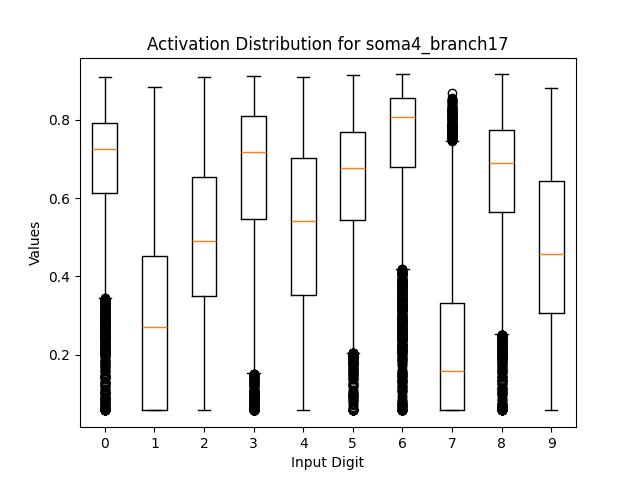 Activation Distribution for soma4_branch17
Values
0.8
0.6
0.4
0.2
0 1 2 3 4 5 6 7 8 9
Input Digit